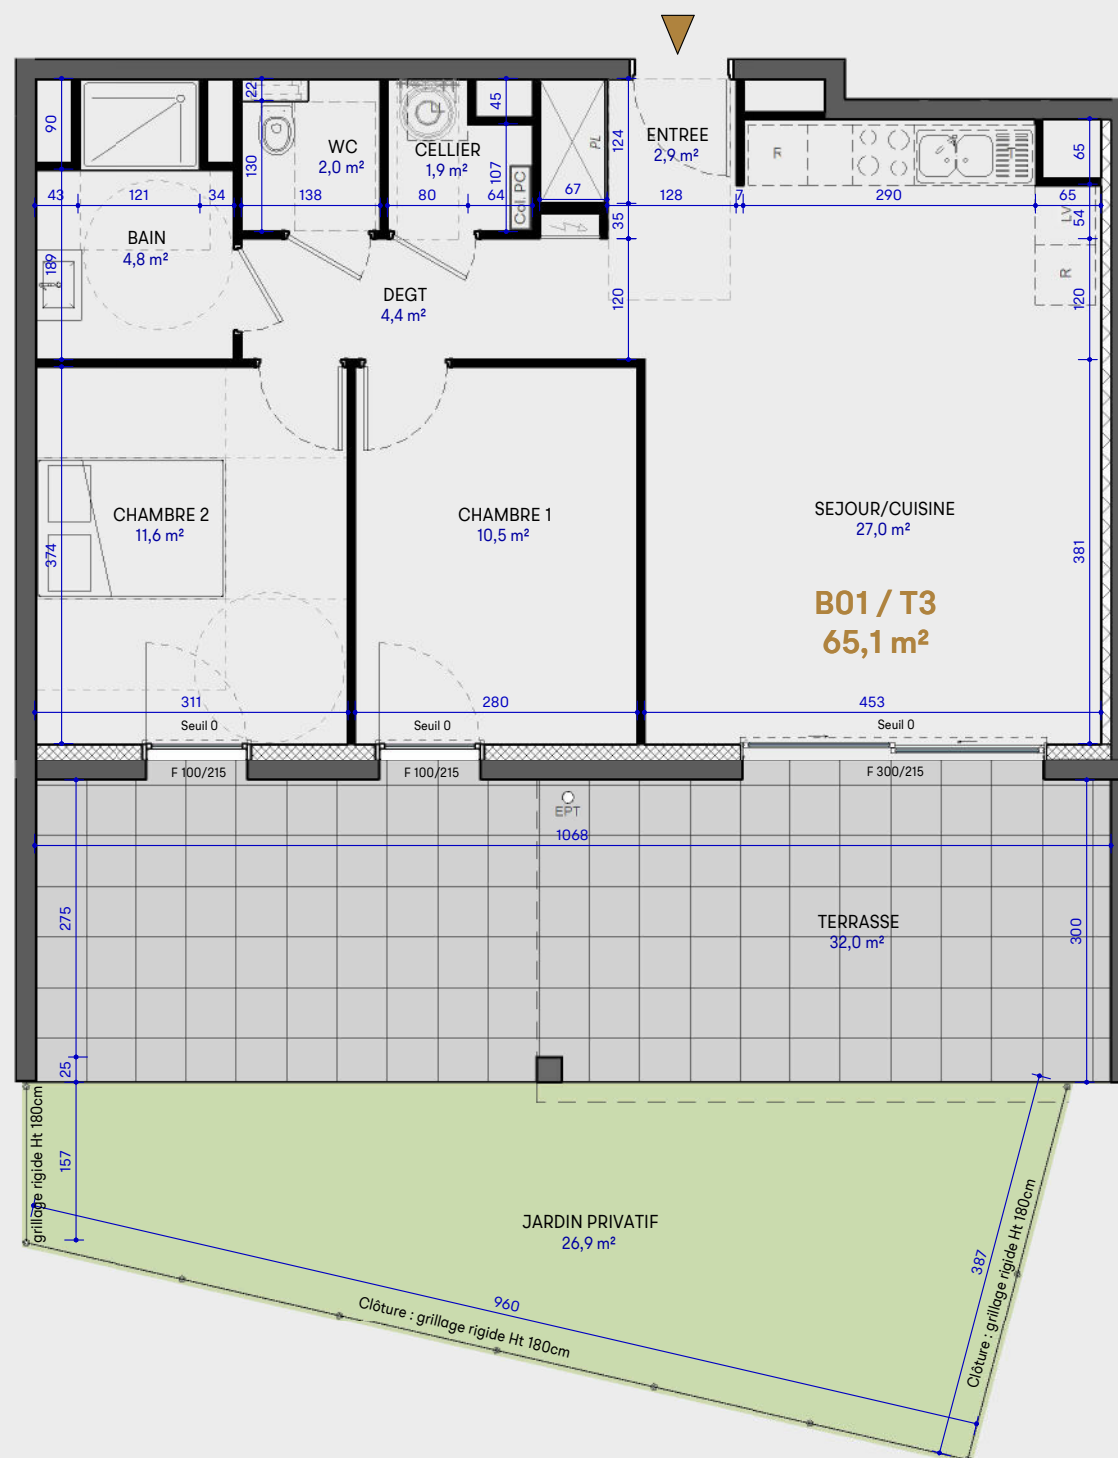 22
90
130
WC
2,0 m²
CELLIER
1,9 m²
45
107
Col. PC
PL
124
ENTREE
2,9 m²
65
43
121
34
138
80
64
67
35
128
7
290
65
54
LV
R
120
BAIN
4,8 m²
189
DEGT
4,4 m²
120
CHAMBRE 2
11,6 m²
374
CHAMBRE 1
10,5 m²
SEJOUR/CUISINE
27,0 m²
381
B01 / T3
65,1 m²
311
280
453
Seuil 0
Seuil 0
Seuil 0
F 100/215
F 100/215
F 300/215
EPT
1068
275
TERRASSE
32,0 m²
300
25
grillage rigide Ht 180cm
157
JARDIN PRIVATIF
26,9 m²
387
Clôture : grillage rigide Ht 180cm
960
Clôture : grillage rigide Ht 180cm